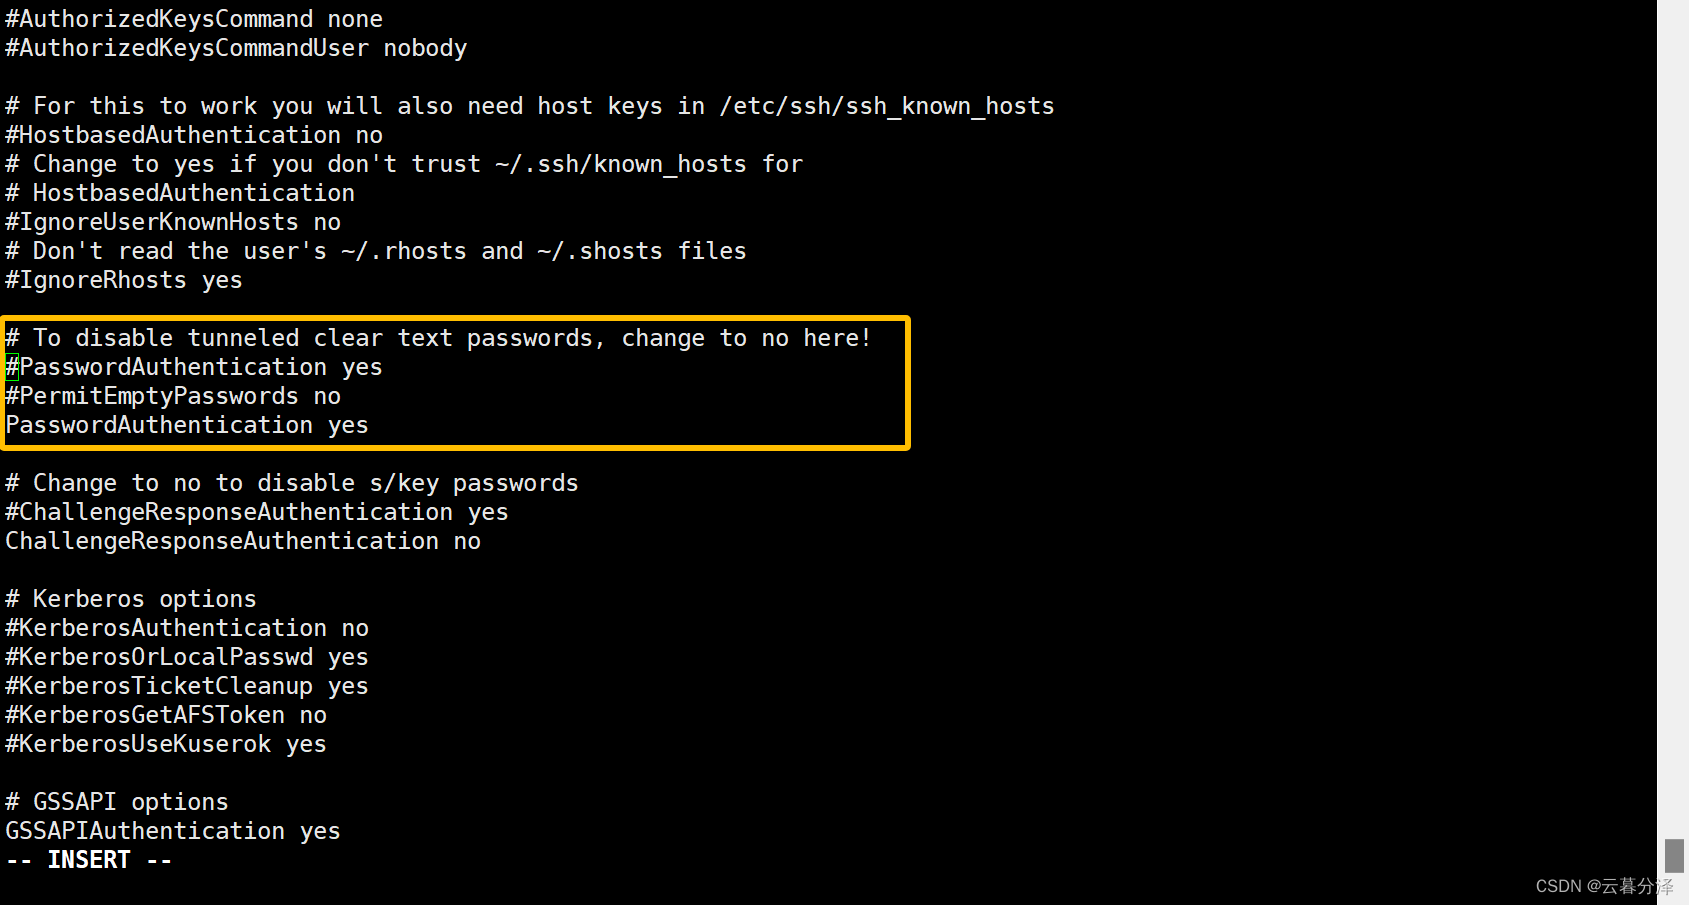 #AuthorizedKeysCommand none
#AuthorizedKeysCommandUser nobody
# For this to work you will also need host keys in /etc/ssh/ssh_known_hosts
#HostbasedAuthentication no
# Change to yes if you don't trust ~/.ssh/known_hosts for
# HostbasedAuthentication
#IgnoreUserKnownHosts no
# Don't read the user's ~/.rhosts and ~/.shosts files
#IgnoreRhosts yes
# To disable tunneled clear text passwords, change to no here!
#PasswordAuthentication yes
#PermitEmptyPasswords no
PasswordAuthentication yes
# Change to no to disable s/key passwords
#ChallengeResponseAuthentication yes
ChallengeResponseAuthentication no
# Kerberos options
#KerberosAuthentication no
#KerberosOrLocalPasswd yes
#KerberosTicketCleanup yes
#KerberosGetAFSToken no
#KerberosUseKuserok yes
# GSSAPI options
GSSAPIAuthentication yes
-- INSERT --
CSDN @云暮分泽